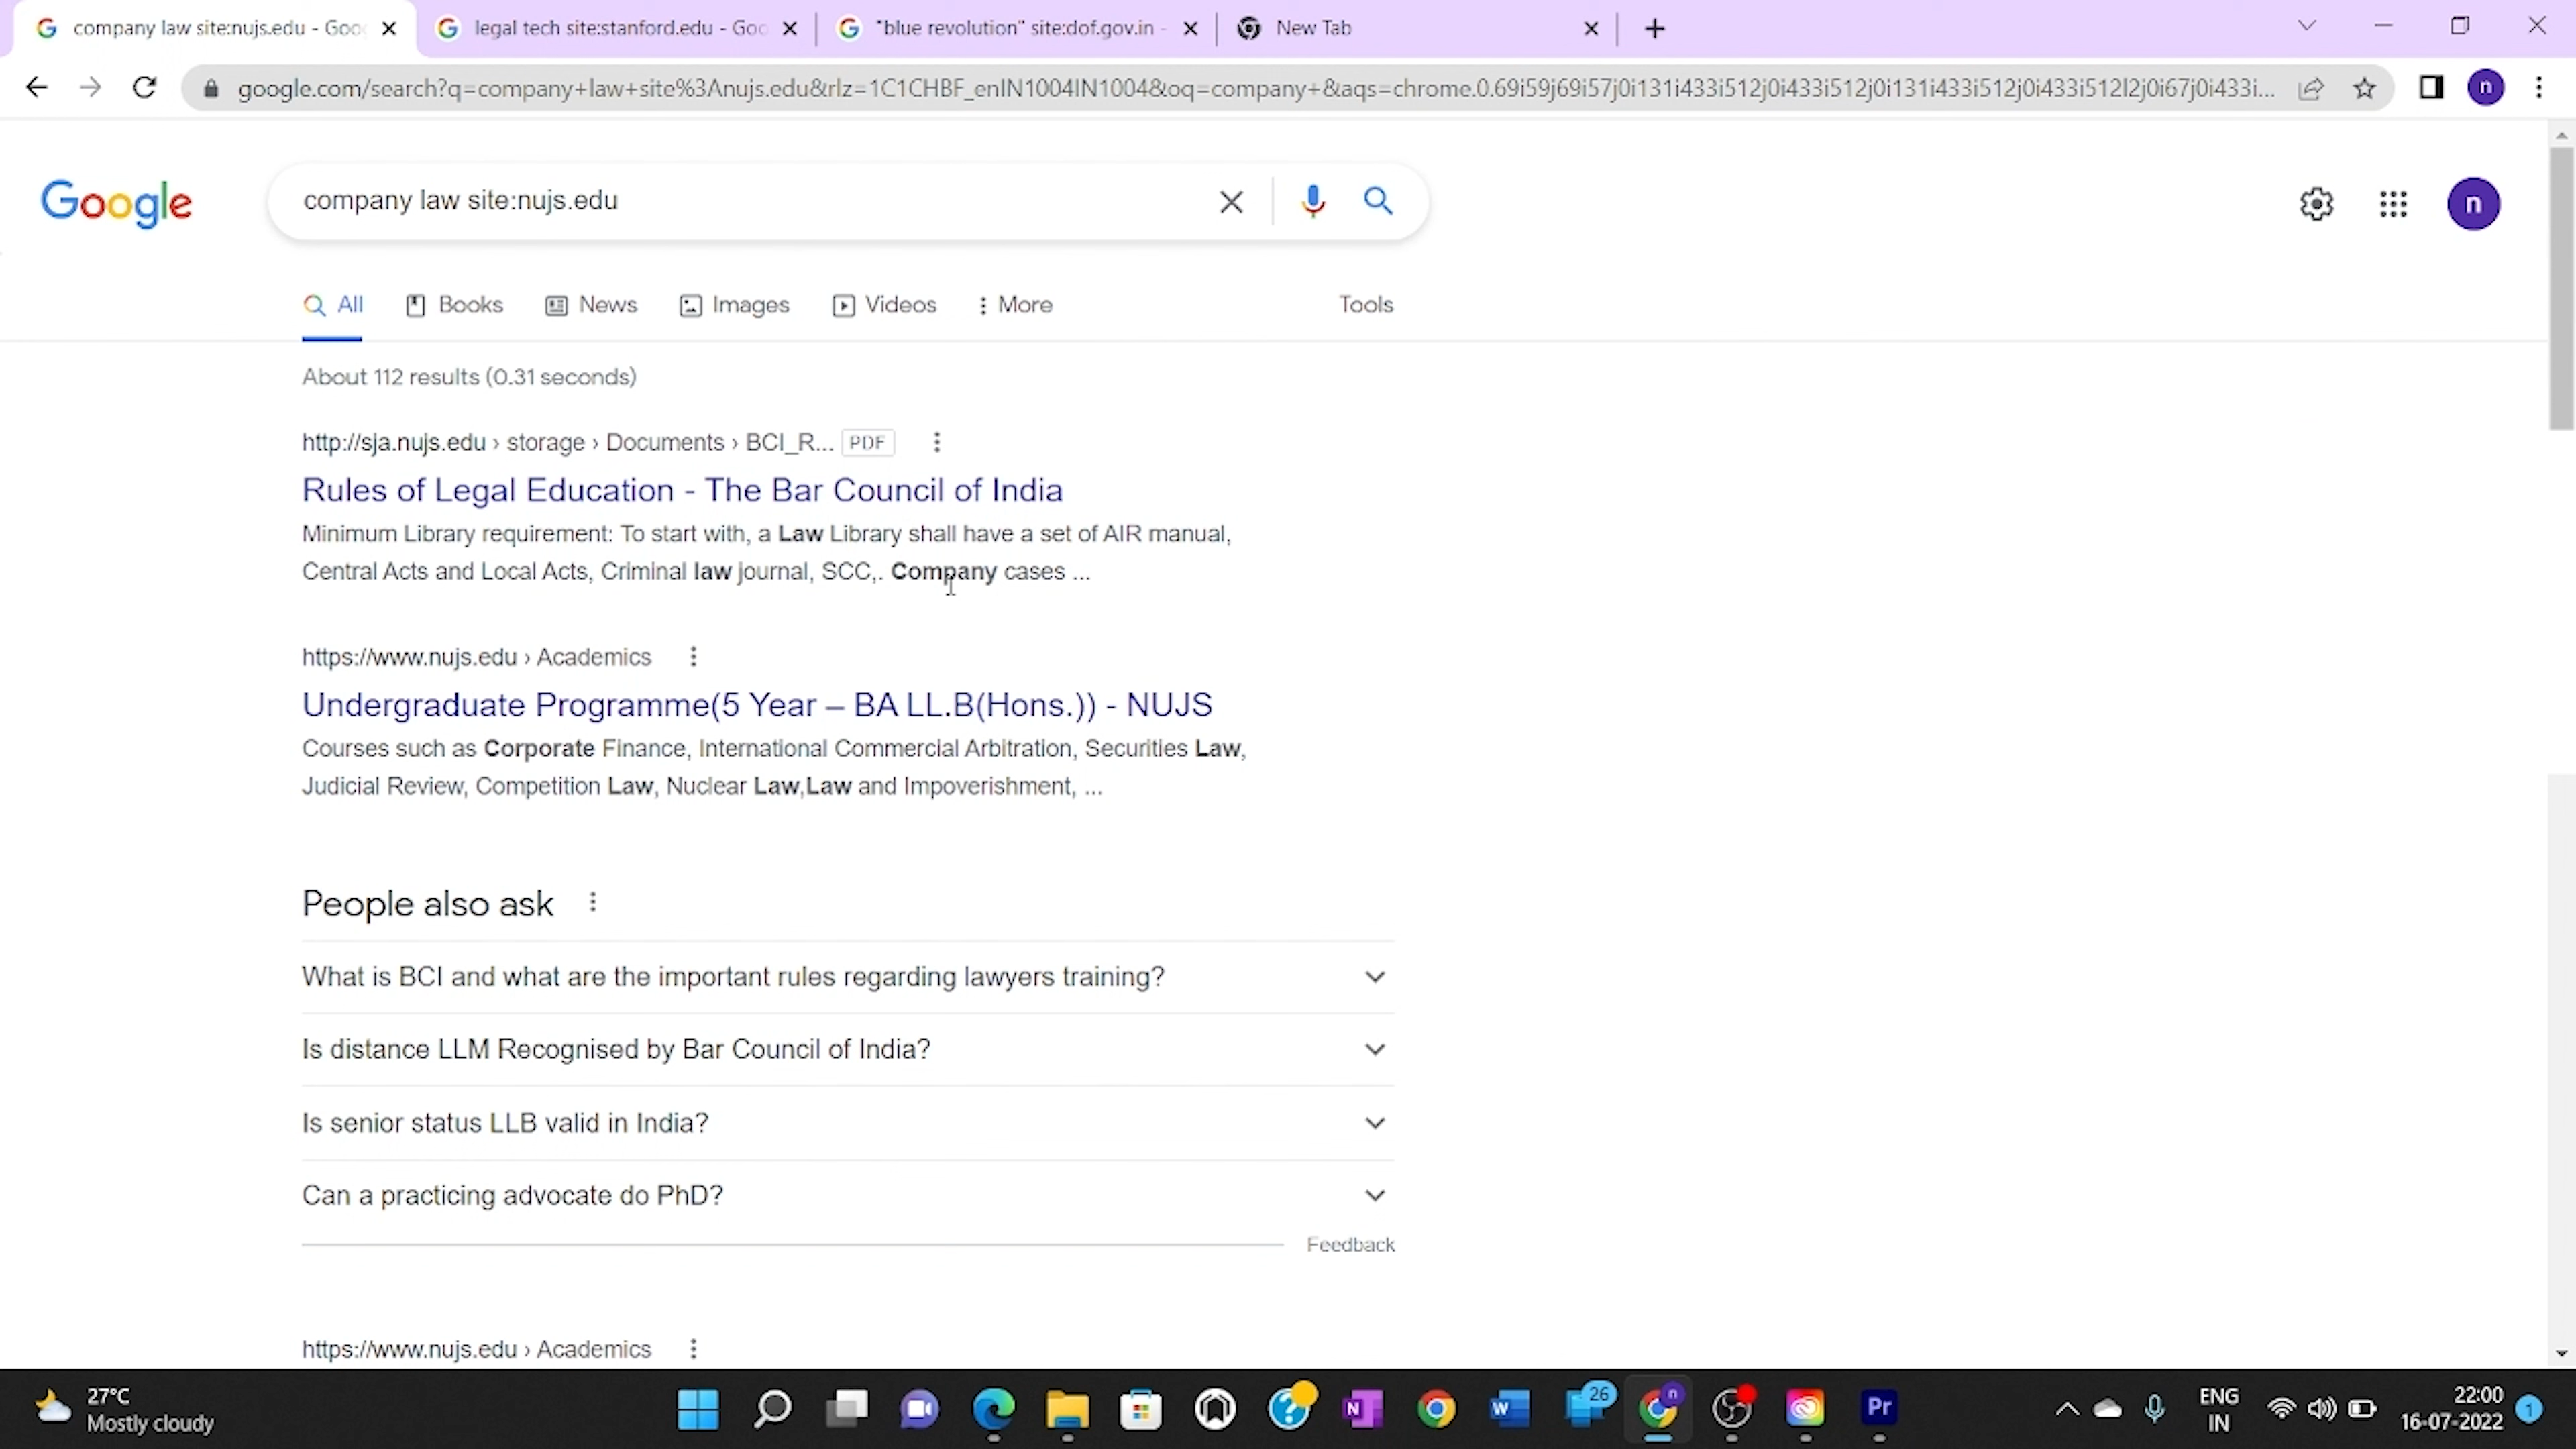 company law site:nujs.edu - Goo
legal tech site:stanford.edu - Goo
"blue revolution" site:dof.gov.in -
New Tab
google.com/search?q=company+law+site%3Anujs.edu&rlz=1C1CHBF_enIN1004IN1004&oq=company+&aqs=chrome.0.69i59j69i57j0i131i433i512j0i433i512j0i131i433i512j0i433i512l2j0i67j0i433i...
n
Google
company law site:nujs.edu
n
All
Books
News
Images
Videos
More
Tools
About 112 results (0.31 seconds)
http://sja.nujs.edu › storage › Documents › BCI_R... PDF
Rules of Legal Education - The Bar Council of India
Minimum Library requirement: To start with, a Law Library shall have a set of AIR manual,
Central Acts and Local Acts, Criminal law journal, SCC,. Company cases ...
https://www.nujs.edu › Academics
Undergraduate Programme(5 Year – BA LL.B(Hons.)) - NUJS
Courses such as Corporate Finance, International Commercial Arbitration, Securities Law,
Judicial Review, Competition Law, Nuclear Law,Law and Impoverishment, ...
People also ask
What is BCI and what are the important rules regarding lawyers training?
Is distance LLM Recognised by Bar Council of India?
Is senior status LLB valid in India?
Can a practicing advocate do PhD?
Feedback
https://www.nujs.edu › Academics
27°C
Mostly cloudy
N
W
26
n
Pr
ENG
IN
22:00
16-07-2022
1